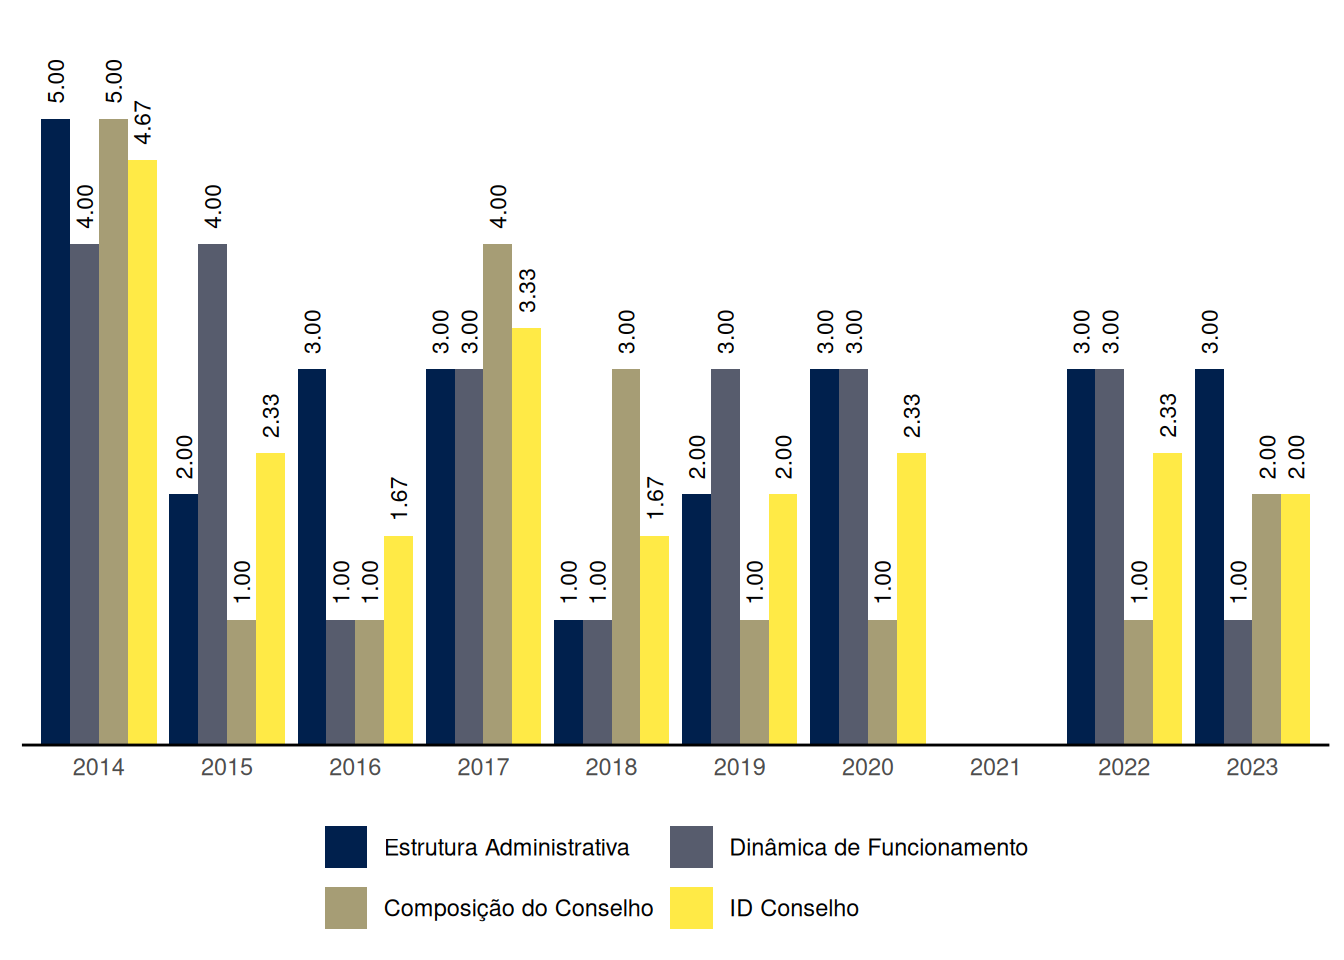 5.00 4.00 5.00 4.67 2.00 4.00 1.00 2.33 3.00 1.00 1.00 1.67 3.00 3.00 4.00 3.33 1.00 1.00 3.00 1.67 2.00 3.00 1.00 2.00 3.00 3.00 1.00 2.33 3.00 3.00 1.00 2.33 3.00 1.00 2.00 2.00
2014 2015 2016 2017 2018 2019 2020 2021 2022 2023
Estrutura Administrativa Dinâmica de Funcionamento
Composição do Conselho ID Conselho